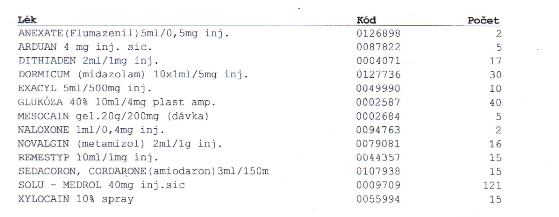 Lék Kód Počet
ANEXATE(Flumazenil)5ml/0,5mg inj. 0126898 2
ARDUAN 4 mg inj. sic. 0087822 5
DITHIADEN 2ml/1mg inj. 0004071 17
DORMICUM (midazolam) 10x1ml/5mg inj. 0127736 30
EXACYL 5ml/500mg inj. 0049990 10
GLUKÓZA 40% 10ml/4mg plast amp. 0002587 40
MESOCAIN gel.20g/200mg (dávka) 0002684 5
NALOXONE 1ml/0,4mg inj. 0094763 2
NOVALGIN (metamizol) 2ml/1g inj. 0079081 16
REMESTYP 10ml/1mg inj. 0044357 15
SEDACORON, CORDARONE(amiodaron)3ml/150m 0107938 15
SOLU - MEDROL 40mg inj.sic 0009709 121
XYLOCAIN 10% spray 0055994 15